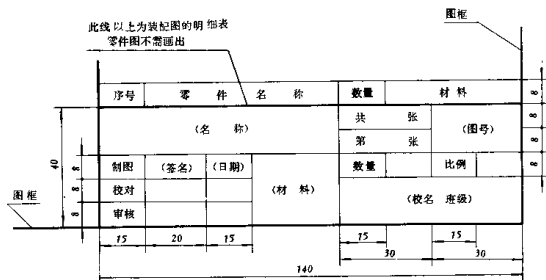 此线以上为装配图的明细表
零件图不需画出
图框
序号 零件名称 数量 材料 8
(名称) 共 张 (图号) 8
第 张 8
40
制图 (签名) (日期) (材料) 数量 比例 8
8 校对 (校名 班级)
8 审核
图框
15 20 15 15 15
30 30
140